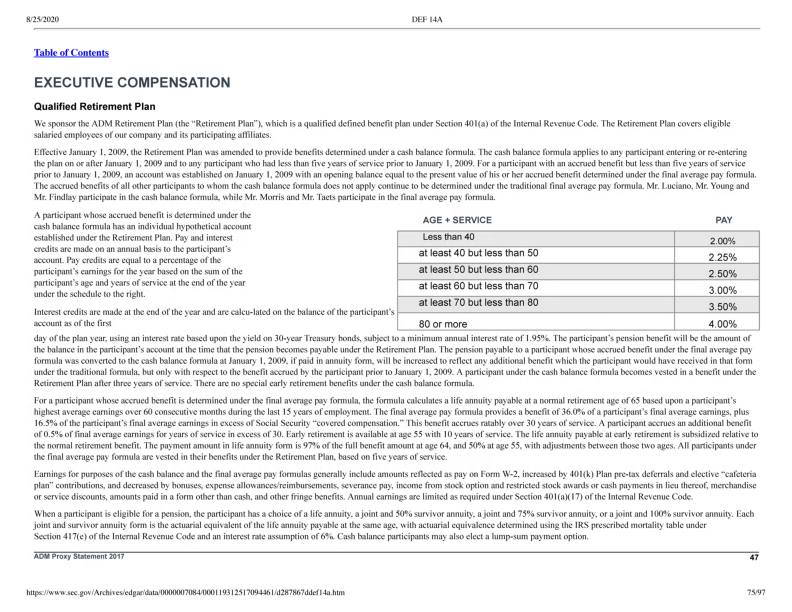 8/25/2020
DEF 14A
Table of Contents
EXECUTIVE COMPENSATION
Qualified Retirement Plan
We sponsor the ADM Retirement Plan (the “Retirement Plan”), which is a qualified defined benefit plan under Section 401(a) of the Internal Revenue Code. The Retirement Plan covers eligible
salaried employees of our company and its participating affiliates.
Effective January 1, 2009, the Retirement Plan was amended to provide benefits determined under a cash balance formula. The cash balance formula applies to any participant entering or re-entering
the plan on or after January 1, 2009 and to any participant who had less than five years of service prior to January 1, 2009. For a participant with an accrued benefit but less than five years of service
prior to January 1, 2009, an account was established on January 1, 2009 with an opening balance equal to the present value of his or her accrued benefit determined under the final average pay formula.
The accrued benefits of all other participants to whom the cash balance formula does not apply continue to be determined under the traditional final average pay formula. Mr. Luciano, Mr. Young and
Mr. Findlay participate in the cash balance formula, while Mr. Morris and Mr. Taets participate in the final average pay formula.
A participant whose accrued benefit is determined under the
cash balance formula has an individual hypothetical account
established under the Retirement Plan. Pay and interest
credits are made on an annual basis to the participant’s
account. Pay credits are equal to a percentage of the
participant’s earnings for the year based on the sum of the
participant’s age and years of service at the end of the year
under the schedule to the right.
Interest credits are made at the end of the year and are calcu-lated on the balance of the participant’s
account as of the first
AGE + SERVICE PAY
Less than 40 2.00%
at least 40 but less than 50 2.25%
at least 50 but less than 60 2.50%
at least 60 but less than 70 3.00%
at least 70 but less than 80 3.50%
80 or more 4.00%
day of the plan year, using an interest rate based upon the yield on 30-year Treasury bonds, subject to a minimum annual interest rate of 1.95%. The participant’s pension benefit will be the amount of
the balance in the participant’s account at the time that the pension becomes payable under the Retirement Plan. The pension payable to a participant whose accrued benefit under the final average pay
formula was converted to the cash balance formula at January 1, 2009, if paid in annuity form, will be increased to reflect any additional benefit which the participant would have received in that form
under the traditional formula, but only with respect to the benefit accrued by the participant prior to January 1, 2009. A participant under the cash balance formula becomes vested in a benefit under the
Retirement Plan after three years of service. There are no special early retirement benefits under the cash balance formula.
For a participant whose accrued benefit is determined under the final average pay formula, the formula calculates a life annuity payable at a normal retirement age of 65 based upon a participant’s
highest average earnings over 60 consecutive months during the last 15 years of employment. The final average pay formula provides a benefit of 36.0% of a participant’s final average earnings, plus
16.5% of the participant’s final average earnings in excess of Social Security “covered compensation.” This benefit accrues ratably over 30 years of service. A participant accrues an additional benefit
of 0.5% of final average earnings for years of service in excess of 30. Early retirement is available at age 55 with 10 years of service. The life annuity payable at early retirement is subsidized relative to
the normal retirement benefit. The payment amount in life annuity form is 97% of the full benefit amount at age 64, and 50% at age 55, with adjustments between those two ages. All participants under
the final average pay formula are vested in their benefits under the Retirement Plan, based on five years of service.
Earnings for purposes of the cash balance and the final average pay formulas generally include amounts reflected as pay on Form W-2, increased by 401(k) Plan pre-tax deferrals and elective “cafeteria
plan” contributions, and decreased by bonuses, expense allowances/reimbursements, severance pay, income from stock option and restricted stock awards or cash payments in lieu thereof, merchandise
or service discounts, amounts paid in a form other than cash, and other fringe benefits. Annual earnings are limited as required under Section 401(a)(17) of the Internal Revenue Code.
When a participant is eligible for a pension, the participant has a choice of a life annuity, a joint and 50% survivor annuity, a joint and 75% survivor annuity, or a joint and 100% survivor annuity. Each
joint and survivor annuity form is the actuarial equivalent of the life annuity payable at the same age, with actuarial equivalence determined using the IRS prescribed mortality table under
Section 417(e) of the Internal Revenue Code and an interest rate assumption of 6%. Cash balance participants may also elect a lump-sum payment option.
ADM Proxy Statement 2017
47
https://www.sec.gov/Archives/edgar/data/0000007084/000119312517094461/d287867ddef14a.htm
75/97